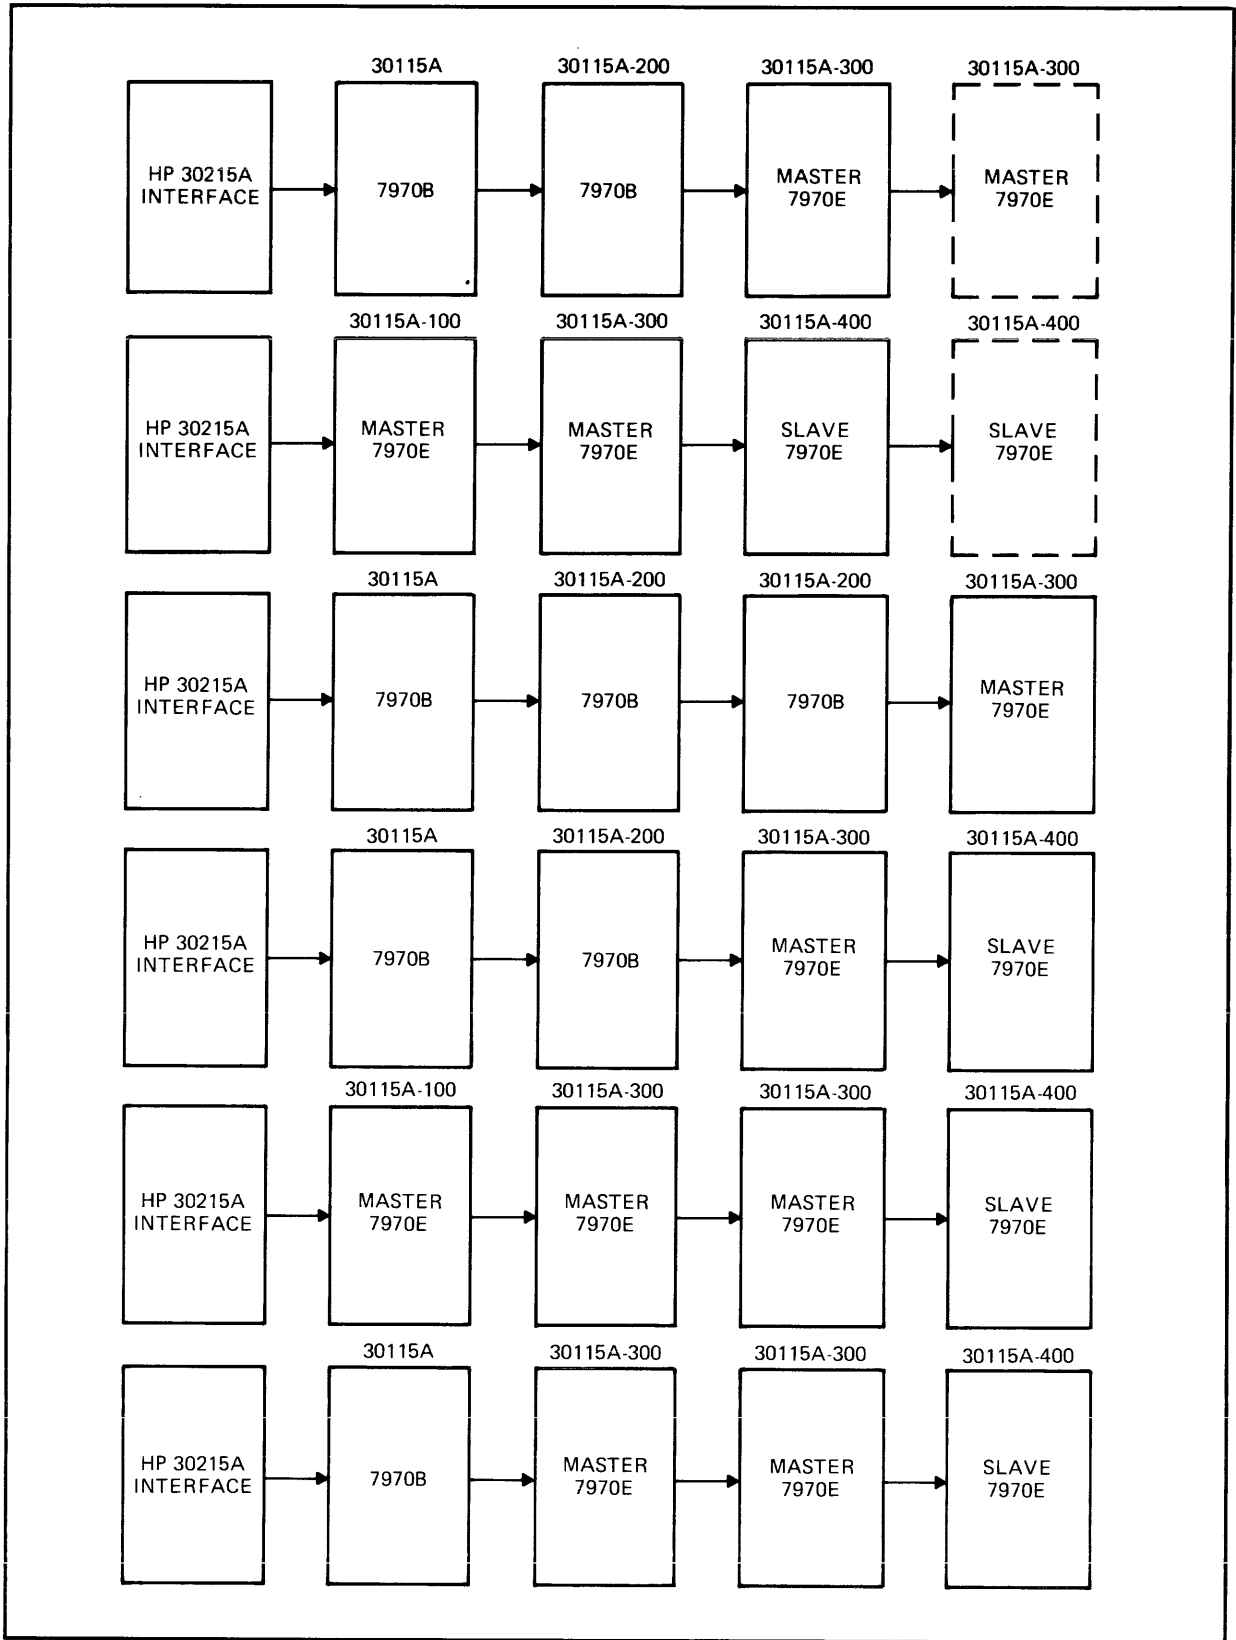 30115A 30115A-200 30115A-300 30115A-300
HP 30215A
INTERFACE
7970B
7970B
MASTER
7970E
MASTER
7970E
30115A-100 30115A-300 30115A-400 30115A-400
HP 30215A
INTERFACE
MASTER
7970E
MASTER
7970E
SLAVE
7970E
SLAVE
7970E
30115A 30115A-200 30115A-200 30115A-300
HP 30215A
INTERFACE
7970B
7970B
7970B
MASTER
7970E
30115A 30115A-200 30115A-300 30115A-400
HP 30215A
INTERFACE
7970B
7970B
MASTER
7970E
SLAVE
7970E
30115A-100 30115A-300 30115A-300 30115A-400
HP 30215A
INTERFACE
MASTER
7970E
MASTER
7970E
MASTER
7970E
SLAVE
7970E
30115A 30115A-300 30115A-300 30115A-400
HP 30215A
INTERFACE
7970B
MASTER
7970E
MASTER
7970E
SLAVE
7970E